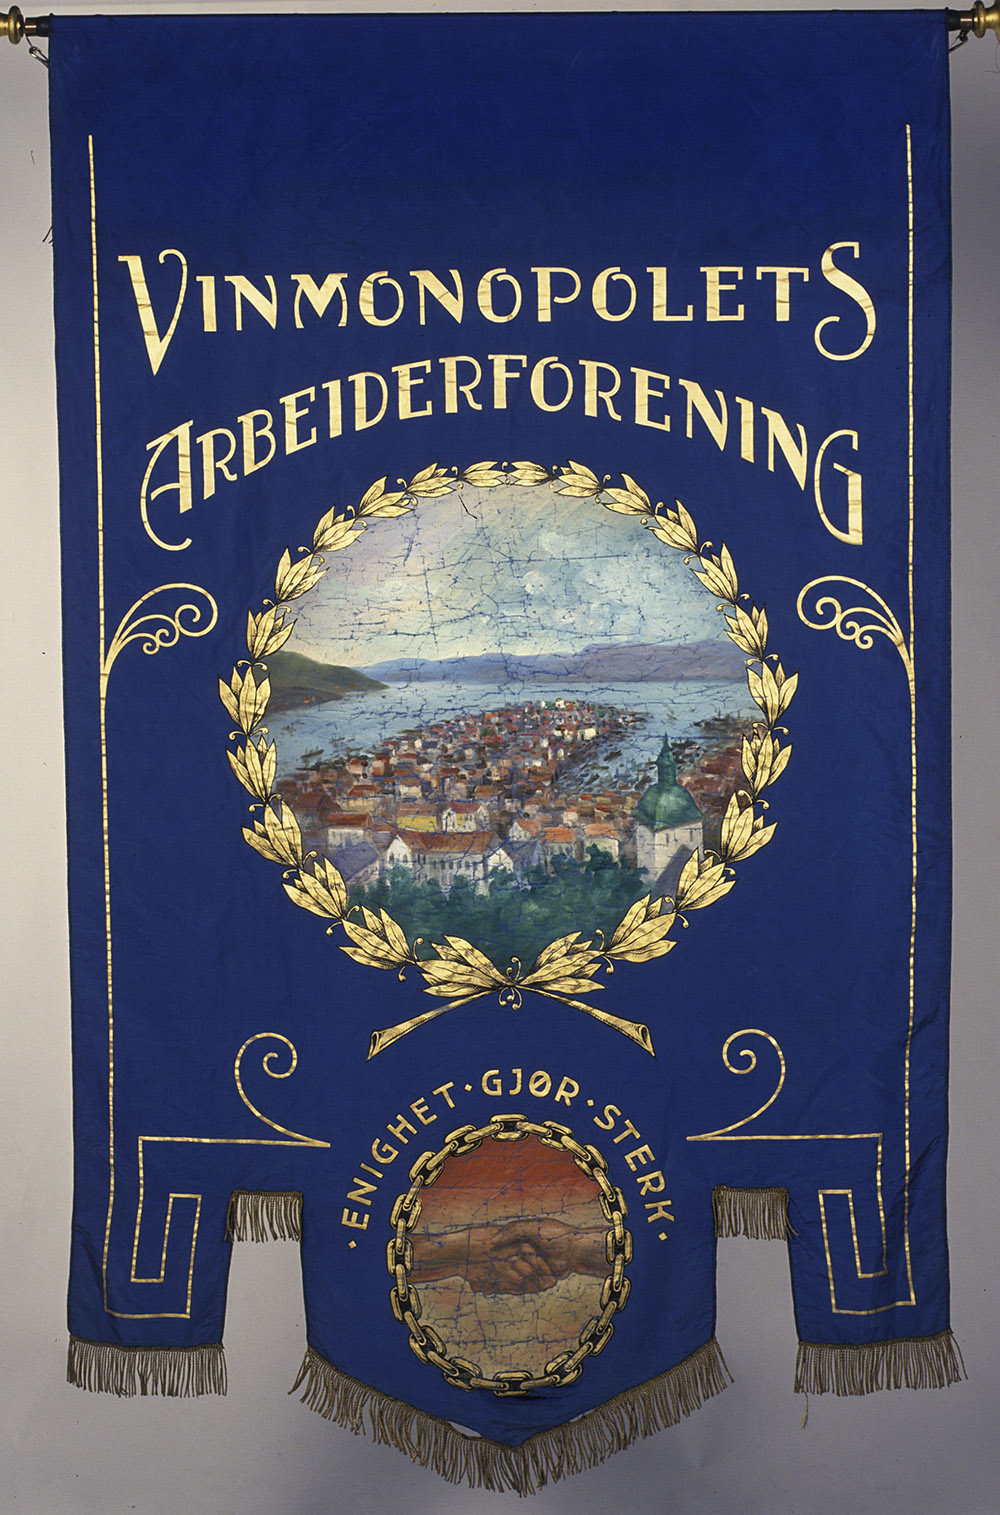 VINMONOPOLETS
ARBEIDERFORENING
·ENIGHET·GJØR·STERK·